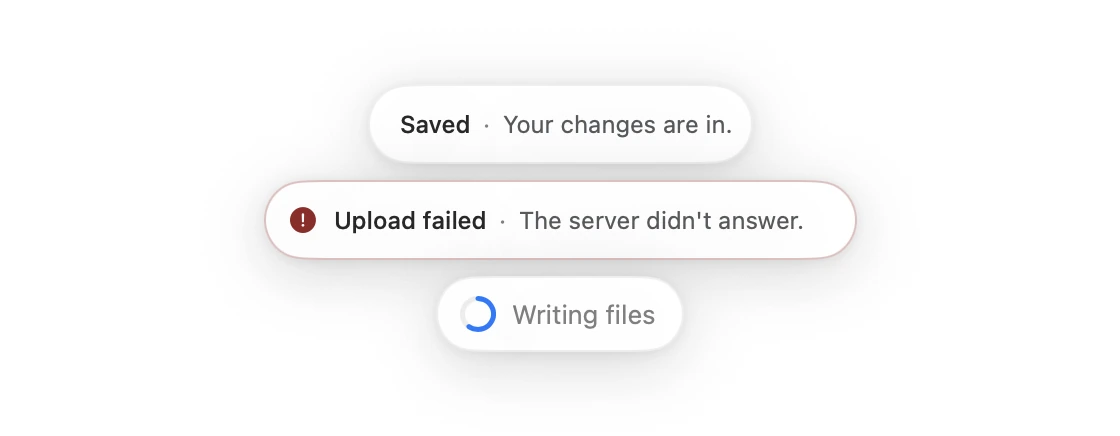 Saved · Your changes are in.
Upload failed · The server didn't answer.
Writing files